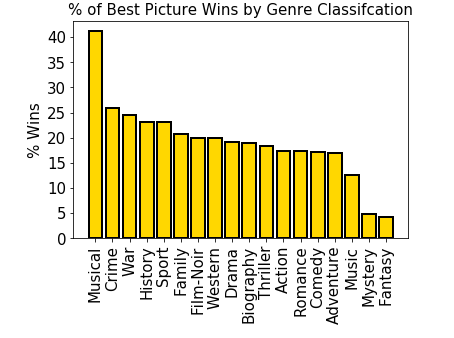 % of Best Picture Wins by Genre Classifcation
% Wins
40
35
30
25
20
15
10
5
0
Musical
Crime
War
History
Sport
Family
Film-Noir
Western
Drama
Biography
Thriller
Action
Romance
Comedy
Adventure
Music
Mystery
Fantasy